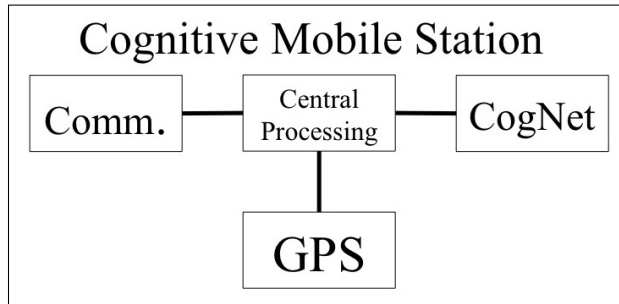 Cognitive Mobile Station
Comm.
Central
Processing
CogNet
GPS